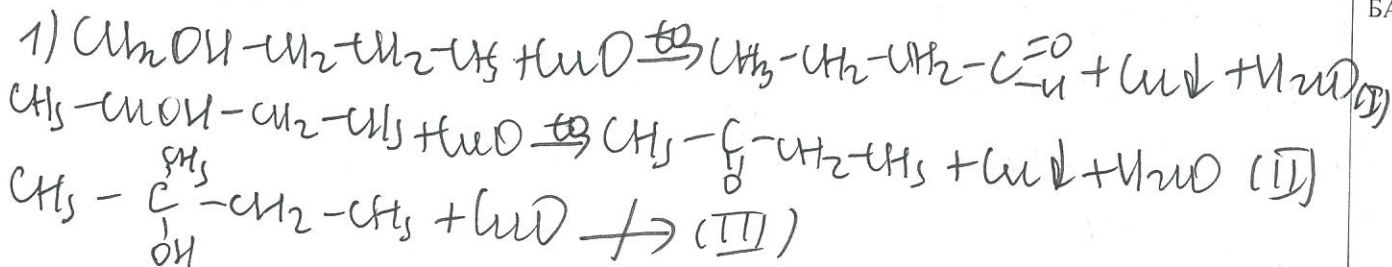 БА
1) CH₂OH-CH₂-CH₂-CH₃ + CuO t°→ CH₃-CH₂-CH₂-C=O-H + Cu↓ + H₂O (I)
CH₃-CHOH-CH₂-CH₃ + CuO t°→ CH₃-C-CH₂-CH₃ + Cu↓ + H₂O (II)
O
CH₃
CH₃-C-CH₂-CH₃ + CuO ↛ (III)
OH